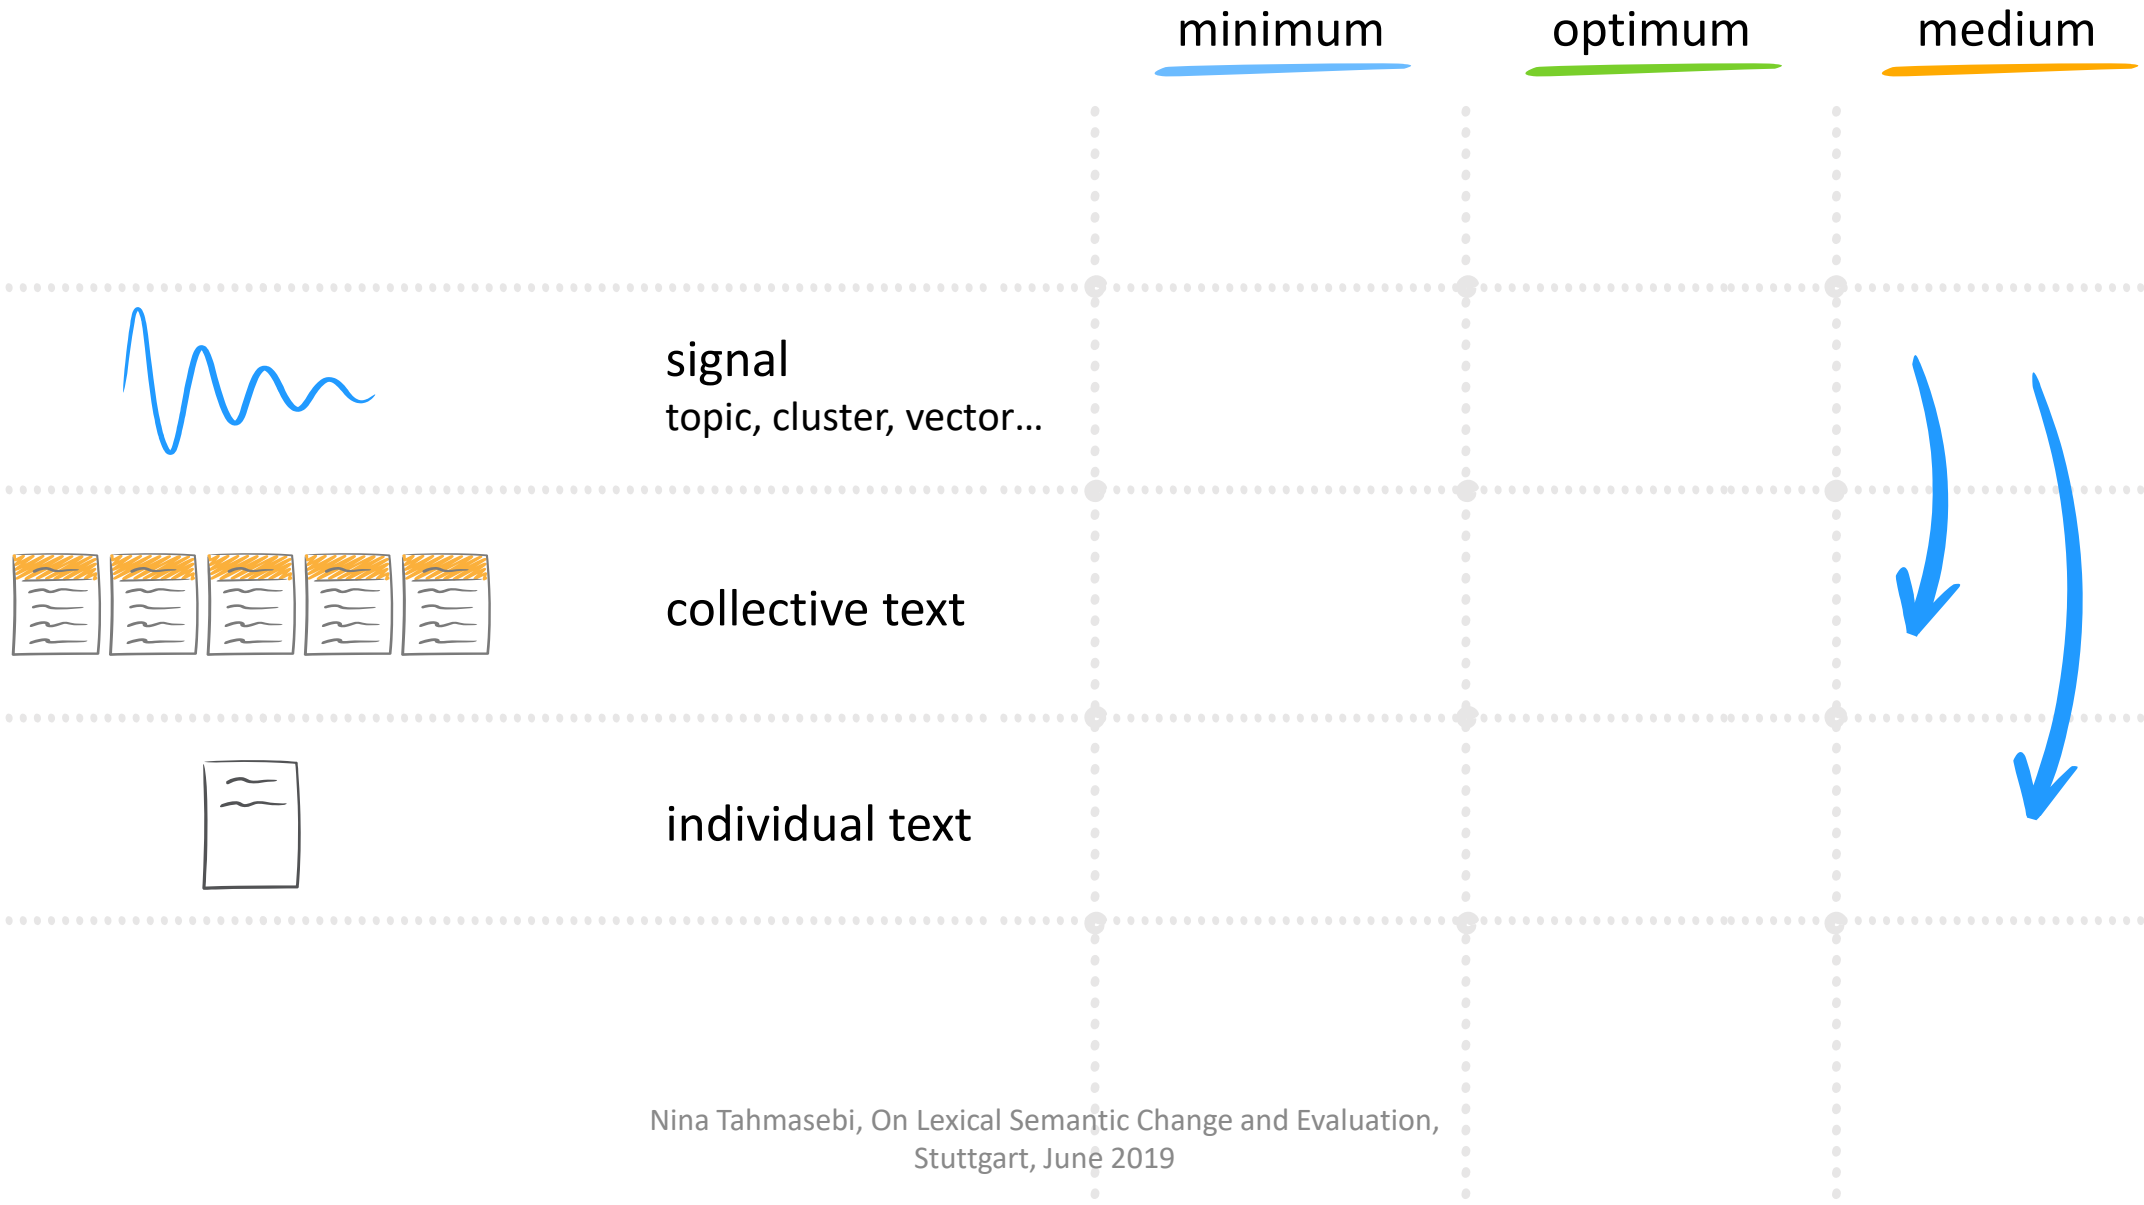 minimum
optimum
medium
signal
topic, cluster, vector…
collective text
individual text
Nina Tahmasebi, On Lexical Semantic Change and Evaluation,
Stuttgart, June 2019